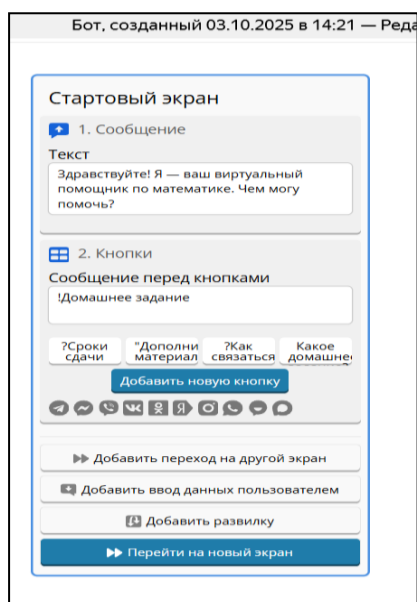 Бот, созданный 03.10.2025 в 14:21 — Реда
Стартовый экран
1. Сообщение
Текст
Здравствуйте! Я — ваш виртуальный
помощник по математике. Чем могу
помочь?
2. Кнопки
Сообщение перед кнопками
!Домашнее задание
?Сроки "Дополни ?Как Какое
сдачи материал связаться домашнее
Добавить новую кнопку
Добавить переход на другой экран
Добавить ввод данных пользователем
Добавить развилку
Перейти на новый экран